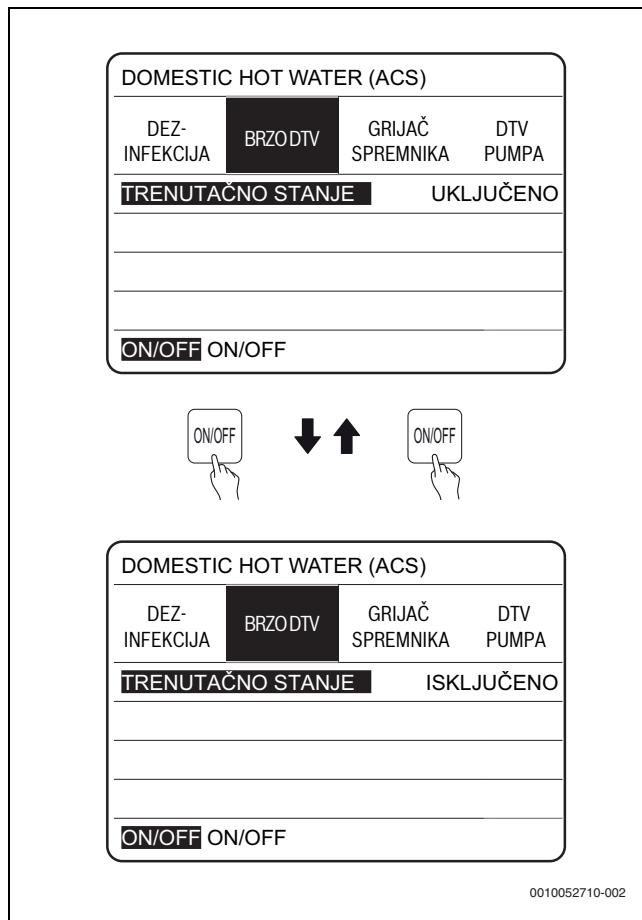 DOMESTIC HOT WATER (ACS)
DEZ- GRIJAČ DTV
BRZO DTV
INFEKCIJA SPREMNIKA PUMPA
TRENUTAČNO STANJE UKLJUČENO
ON/OFF ON/OFF
ON/OFF ON/OFF
DOMESTIC HOT WATER (ACS)
DEZ- GRIJAČ DTV
BRZO DTV
INFEKCIJA SPREMNIKA PUMPA
TRENUTAČNO STANJE ISKLJUČENO
ON/OFF ON/OFF
0010052710-002